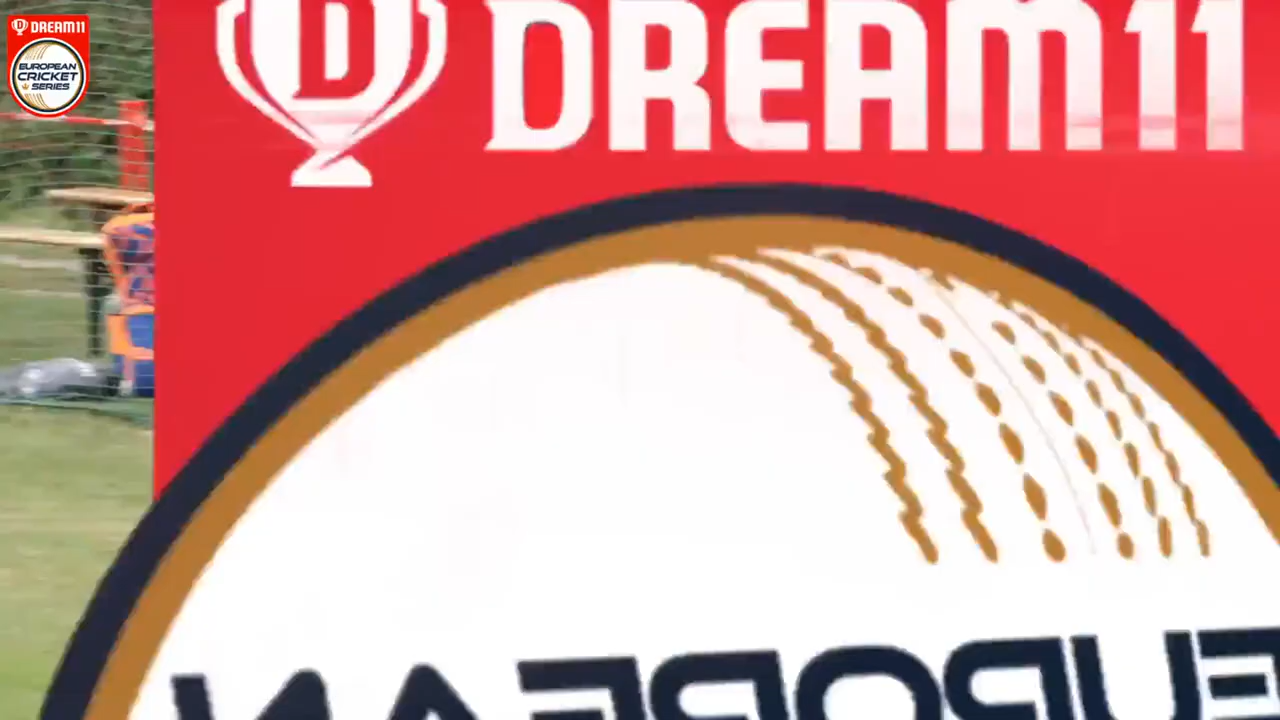 DREAM11
EUROPEAN
CRICKET
SERIES
D DREAM11
EUROPEAN